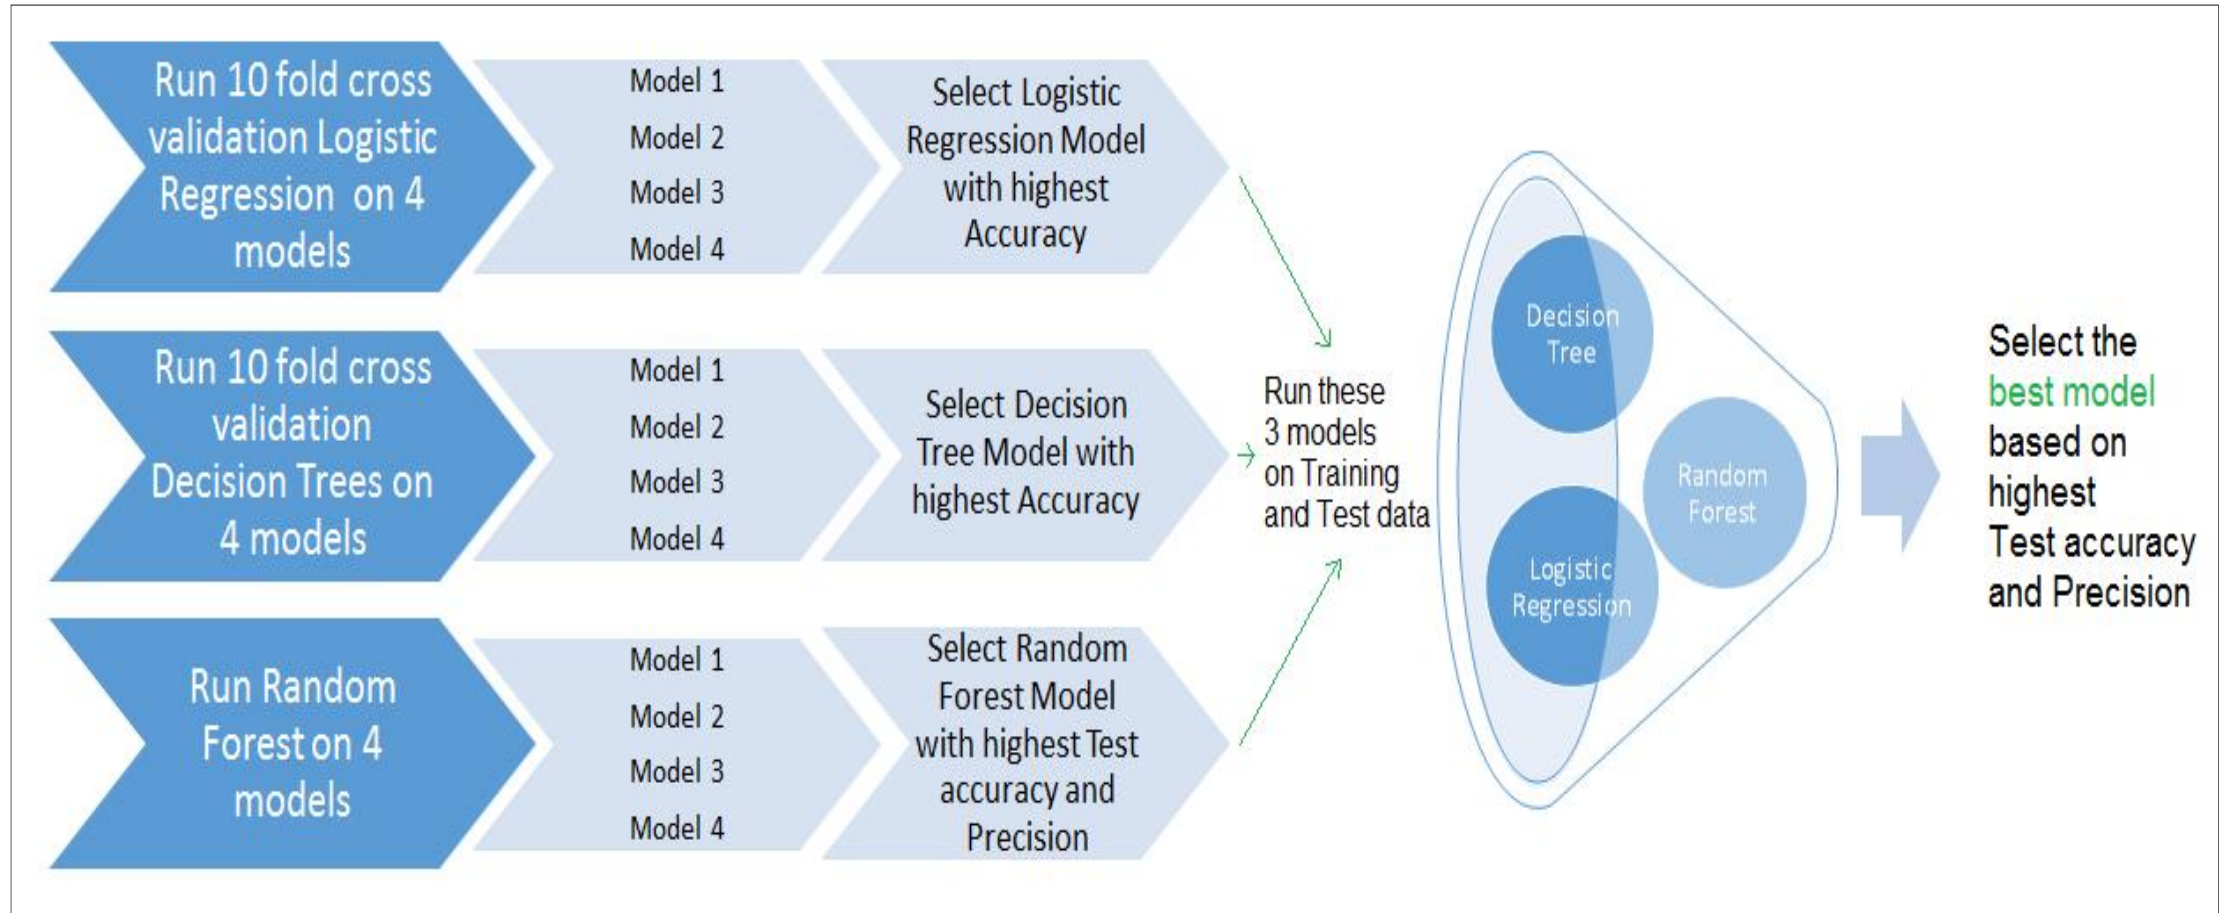 Run 10 fold cross
validation Logistic
Regression on 4
models
Model 1
Model 2
Model 3
Model 4
Select Logistic
Regression Model
with highest
Accuracy
Run 10 fold cross
validation
Decision Trees on
4 models
Model 1
Model 2
Model 3
Model 4
Select Decision
Tree Model with
highest Accuracy
Run Random
Forest on 4
models
Model 1
Model 2
Model 3
Model 4
Select Random
Forest Model
with highest Test
accuracy and
Precision
Run these
3 models
on Training
and Test data
Decision
Tree
Random
Forest
Logistic
Regression
Select the
best model
based on
highest
Test accuracy
and Precision